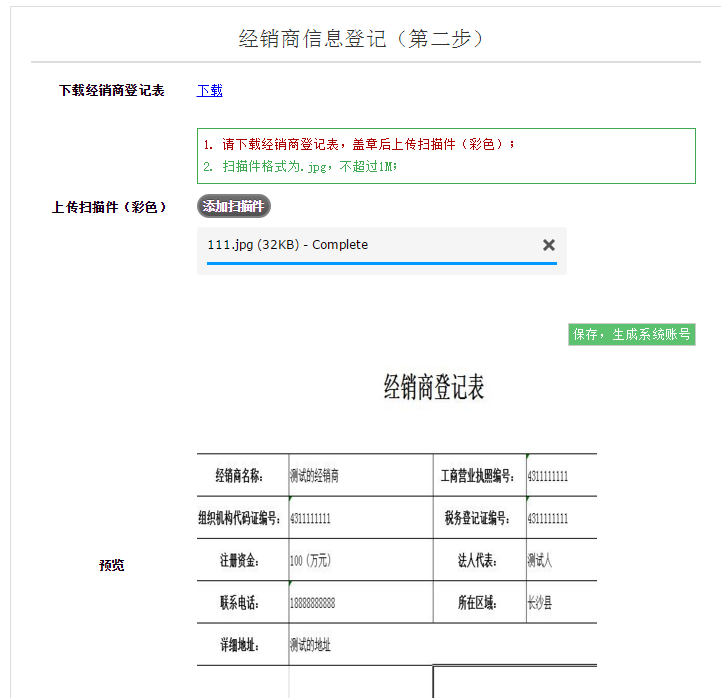 经销商信息登记（第二步）
下载经销商登记表 下载
1. 请下载经销商登记表，盖章后上传扫描件（彩色）；
2. 扫描件格式为.jpg，不超过1M；
上传扫描件（彩色） 添加扫描件
111.jpg (32KB) - Complete
保存，生成系统账号
经销商登记表
经销商名称： 测试的经销商 工商营业执照编号： 4311111111
组织机构代码证编号： 4311111111 税务登记证编号： 4311111111
注册资金： 100（万元） 法人代表： 测试人
预览
联系电话： 18888888888 所在区域： 长沙县
详细地址： 测试的地址